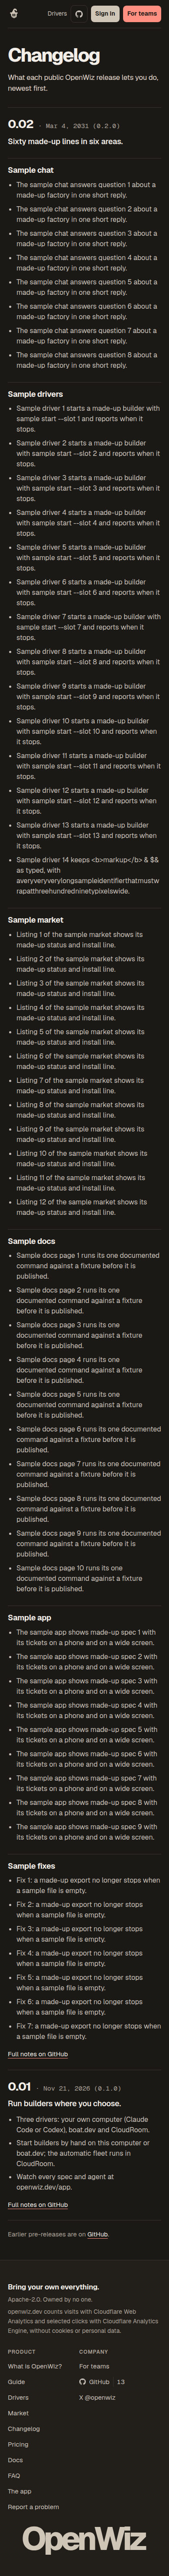 Drivers
Sign in
For teams
Changelog
What each public OpenWiz release lets you do,
newest first.
0.02 · Mar 4, 2031 (0.2.0)
Sixty made-up lines in six areas.
Sample chat
• The sample chat answers question 1 about a
made-up factory in one short reply.
• The sample chat answers question 2 about a
made-up factory in one short reply.
• The sample chat answers question 3 about a
made-up factory in one short reply.
• The sample chat answers question 4 about a
made-up factory in one short reply.
• The sample chat answers question 5 about a
made-up factory in one short reply.
• The sample chat answers question 6 about a
made-up factory in one short reply.
• The sample chat answers question 7 about a
made-up factory in one short reply.
• The sample chat answers question 8 about a
made-up factory in one short reply.
Sample drivers
• Sample driver 1 starts a made-up builder with
sample start --slot 1 and reports when it
stops.
• Sample driver 2 starts a made-up builder
with sample start --slot 2 and reports when it
stops.
• Sample driver 3 starts a made-up builder
with sample start --slot 3 and reports when it
stops.
• Sample driver 4 starts a made-up builder
with sample start --slot 4 and reports when it
stops.
• Sample driver 5 starts a made-up builder
with sample start --slot 5 and reports when it
stops.
• Sample driver 6 starts a made-up builder
with sample start --slot 6 and reports when it
stops.
• Sample driver 7 starts a made-up builder with
sample start --slot 7 and reports when it
stops.
• Sample driver 8 starts a made-up builder
with sample start --slot 8 and reports when it
stops.
• Sample driver 9 starts a made-up builder
with sample start --slot 9 and reports when it
stops.
• Sample driver 10 starts a made-up builder
with sample start --slot 10 and reports when
it stops.
• Sample driver 11 starts a made-up builder
with sample start --slot 11 and reports when
it stops.
• Sample driver 12 starts a made-up builder
with sample start --slot 12 and reports when
it stops.
• Sample driver 13 starts a made-up builder
with sample start --slot 13 and reports when
it stops.
• Sample driver 14 keeps <b>markup</b> & $&
as typed, with
averyveryverylongsampleidentifierthatmustw
rapatthreehundredninetypixelswide.
Sample market
• Listing 1 of the sample market shows its
made-up status and install line.
• Listing 2 of the sample market shows its
made-up status and install line.
• Listing 3 of the sample market shows its
made-up status and install line.
• Listing 4 of the sample market shows its
made-up status and install line.
• Listing 5 of the sample market shows its
made-up status and install line.
• Listing 6 of the sample market shows its
made-up status and install line.
• Listing 7 of the sample market shows its
made-up status and install line.
• Listing 8 of the sample market shows its
made-up status and install line.
• Listing 9 of the sample market shows its
made-up status and install line.
• Listing 10 of the sample market shows its
made-up status and install line.
• Listing 11 of the sample market shows its
made-up status and install line.
• Listing 12 of the sample market shows its
made-up status and install line.
Sample docs
• Sample docs page 1 runs its one documented
command against a fixture before it is
published.
• Sample docs page 2 runs its one
documented command against a fixture
before it is published.
• Sample docs page 3 runs its one
documented command against a fixture
before it is published.
• Sample docs page 4 runs its one
documented command against a fixture
before it is published.
• Sample docs page 5 runs its one
documented command against a fixture
before it is published.
• Sample docs page 6 runs its one documented
command against a fixture before it is
published.
• Sample docs page 7 runs its one documented
command against a fixture before it is
published.
• Sample docs page 8 runs its one documented
command against a fixture before it is
published.
• Sample docs page 9 runs its one documented
command against a fixture before it is
published.
• Sample docs page 10 runs its one
documented command against a fixture
before it is published.
Sample app
• The sample app shows made-up spec 1 with
its tickets on a phone and on a wide screen.
• The sample app shows made-up spec 2 with
its tickets on a phone and on a wide screen.
• The sample app shows made-up spec 3 with
its tickets on a phone and on a wide screen.
• The sample app shows made-up spec 4 with
its tickets on a phone and on a wide screen.
• The sample app shows made-up spec 5 with
its tickets on a phone and on a wide screen.
• The sample app shows made-up spec 6 with
its tickets on a phone and on a wide screen.
• The sample app shows made-up spec 7 with
its tickets on a phone and on a wide screen.
• The sample app shows made-up spec 8 with
its tickets on a phone and on a wide screen.
• The sample app shows made-up spec 9 with
its tickets on a phone and on a wide screen.
Sample fixes
• Fix 1: a made-up export no longer stops when
a sample file is empty.
• Fix 2: a made-up export no longer stops
when a sample file is empty.
• Fix 3: a made-up export no longer stops
when a sample file is empty.
• Fix 4: a made-up export no longer stops
when a sample file is empty.
• Fix 5: a made-up export no longer stops
when a sample file is empty.
• Fix 6: a made-up export no longer stops
when a sample file is empty.
• Fix 7: a made-up export no longer stops when
a sample file is empty.
Full notes on GitHub
0.01 · Nov 21, 2026 (0.1.0)
Run builders where you choose.
• Three drivers: your own computer (Claude
Code or Codex), boat.dev and CloudRoom.
• Start builders by hand on this computer or
boat.dev; the automatic fleet runs in
CloudRoom.
• Watch every spec and agent at
openwiz.dev/app.
Full notes on GitHub
Earlier pre-releases are on GitHub.
Bring your own everything.
Apache-2.0. Owned by no one.
openwiz.dev counts visits with Cloudflare Web
Analytics and selected clicks with Cloudflare Analytics
Engine, without cookies or personal data.
PRODUCT
What is OpenWiz?
Guide
Drivers
Market
Changelog
Pricing
Docs
FAQ
The app
Report a problem
COMPANY
For teams
GitHub 13
X @openwiz
OpenWiz